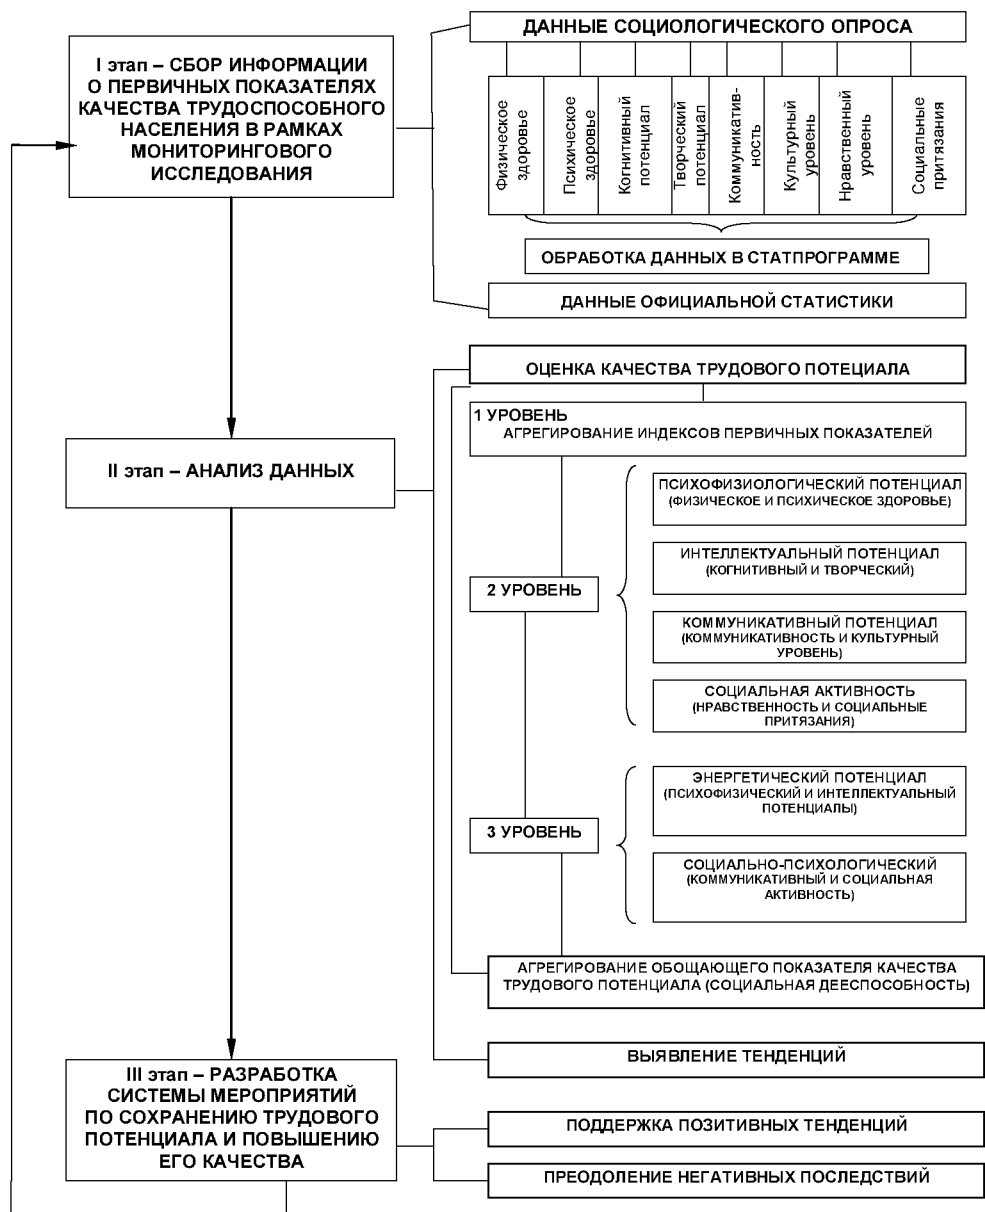 ДАННЫЕ СОЦИОЛОГИЧЕСКОГО ОПРОСА
I этап – СБОР ИНФОРМАЦИИ
О ПЕРВИЧНЫХ ПОКАЗАТЕЛЯХ
КАЧЕСТВА ТРУДОСПОСОБНОГО
НАСЕЛЕНИЯ В РАМКАХ
МОНИТОРИНГОВОГО
ИССЛЕДОВАНИЯ
Физическое
здоровье
Психическое
здоровье
Когнитивный
потенциал
Творческий
потенциал
Коммуникатив-
ность
Культурный
уровень
Нравственный
уровень
Социальные
притязания
ОБРАБОТКА ДАННЫХ В СТАТПРОГРАММЕ
ДАННЫЕ ОФИЦИАЛЬНОЙ СТАТИСТИКИ
ОЦЕНКА КАЧЕСТВА ТРУДОВОГО ПОТЕЦИАЛА
1 УРОВЕНЬ
АГРЕГИРОВАНИЕ ИНДЕКСОВ ПЕРВИЧНЫХ ПОКАЗАТЕЛЕЙ
II этап – АНАЛИЗ ДАННЫХ
ПСИХОФИЗИОЛОГИЧЕСКИЙ ПОТЕНЦИАЛ
(ФИЗИЧЕСКОЕ И ПСИХИЧЕСКОЕ ЗДОРОВЬЕ)
ИНТЕЛЛЕКТУАЛЬНЫЙ ПОТЕНЦИАЛ
(КОГНИТИВНЫЙ И ТВОРЧЕСКИЙ)
2 УРОВЕНЬ
КОММУНИКАТИВНЫЙ ПОТЕНЦИАЛ
(КОММУНИКАТИВНОСТЬ И КУЛЬТУРНЫЙ
УРОВЕНЬ)
СОЦИАЛЬНАЯ АКТИВНОСТЬ
(НРАВСТВЕННОСТЬ И СОЦИАЛЬНЫЕ
ПРИТЯЗАНИЯ)
ЭНЕРГЕТИЧЕСКИЙ ПОТЕНЦИАЛ
(ПСИХОФИЗИЧЕСКИЙ И ИНТЕЛЛЕКТУАЛЬНЫЙ
ПОТЕНЦИАЛЫ)
3 УРОВЕНЬ
СОЦИАЛЬНО-ПСИХОЛОГИЧЕСКИЙ
(КОММУНИКАТИВНЫЙ И СОЦИАЛЬНАЯ
АКТИВНОСТЬ)
АГРЕГИРОВАНИЕ ОБОЩАЮЩЕГО ПОКАЗАТЕЛЯ КАЧЕСТВА
ТРУДОВОГО ПОТЕНЦИАЛА (СОЦИАЛЬНАЯ ДЕЕСПОСОБНОСТЬ)
ВЫЯВЛЕНИЕ ТЕНДЕНЦИЙ
III этап – РАЗРАБОТКА
СИСТЕМЫ МЕРОПРИЯТИЙ
ПО СОХРАНЕНИЮ ТРУДОВОГО
ПОТЕНЦИАЛА И ПОВЫШЕНИЮ
ЕГО КАЧЕСТВА
ПОДДЕРЖКА ПОЗИТИВНЫХ ТЕНДЕНЦИЙ
ПРЕОДОЛЕНИЕ НЕГАТИВНЫХ ПОСЛЕДСТВИЙ